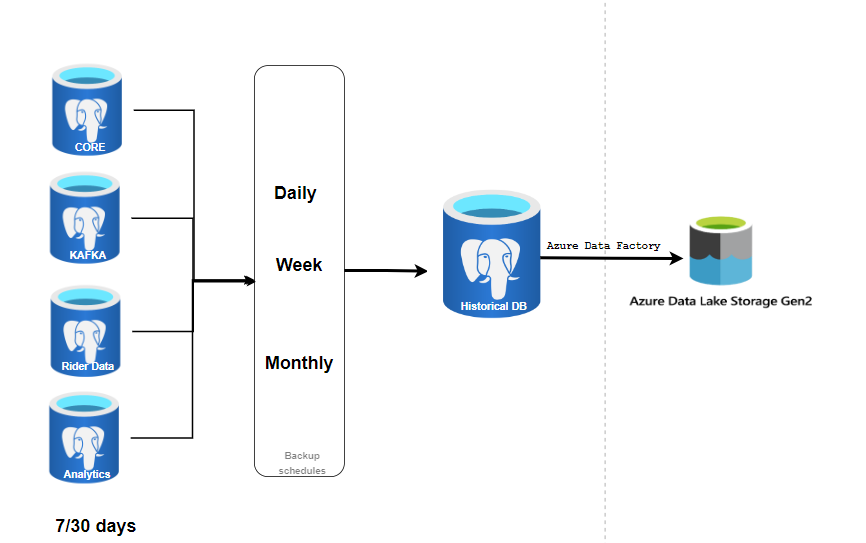 CORE
KAFKA
Rider Data
Analytics
7/30 days
Daily
Week
Monthly
Backup
schedules
Historical DB
Azure Data Factory
Azure Data Lake Storage Gen2